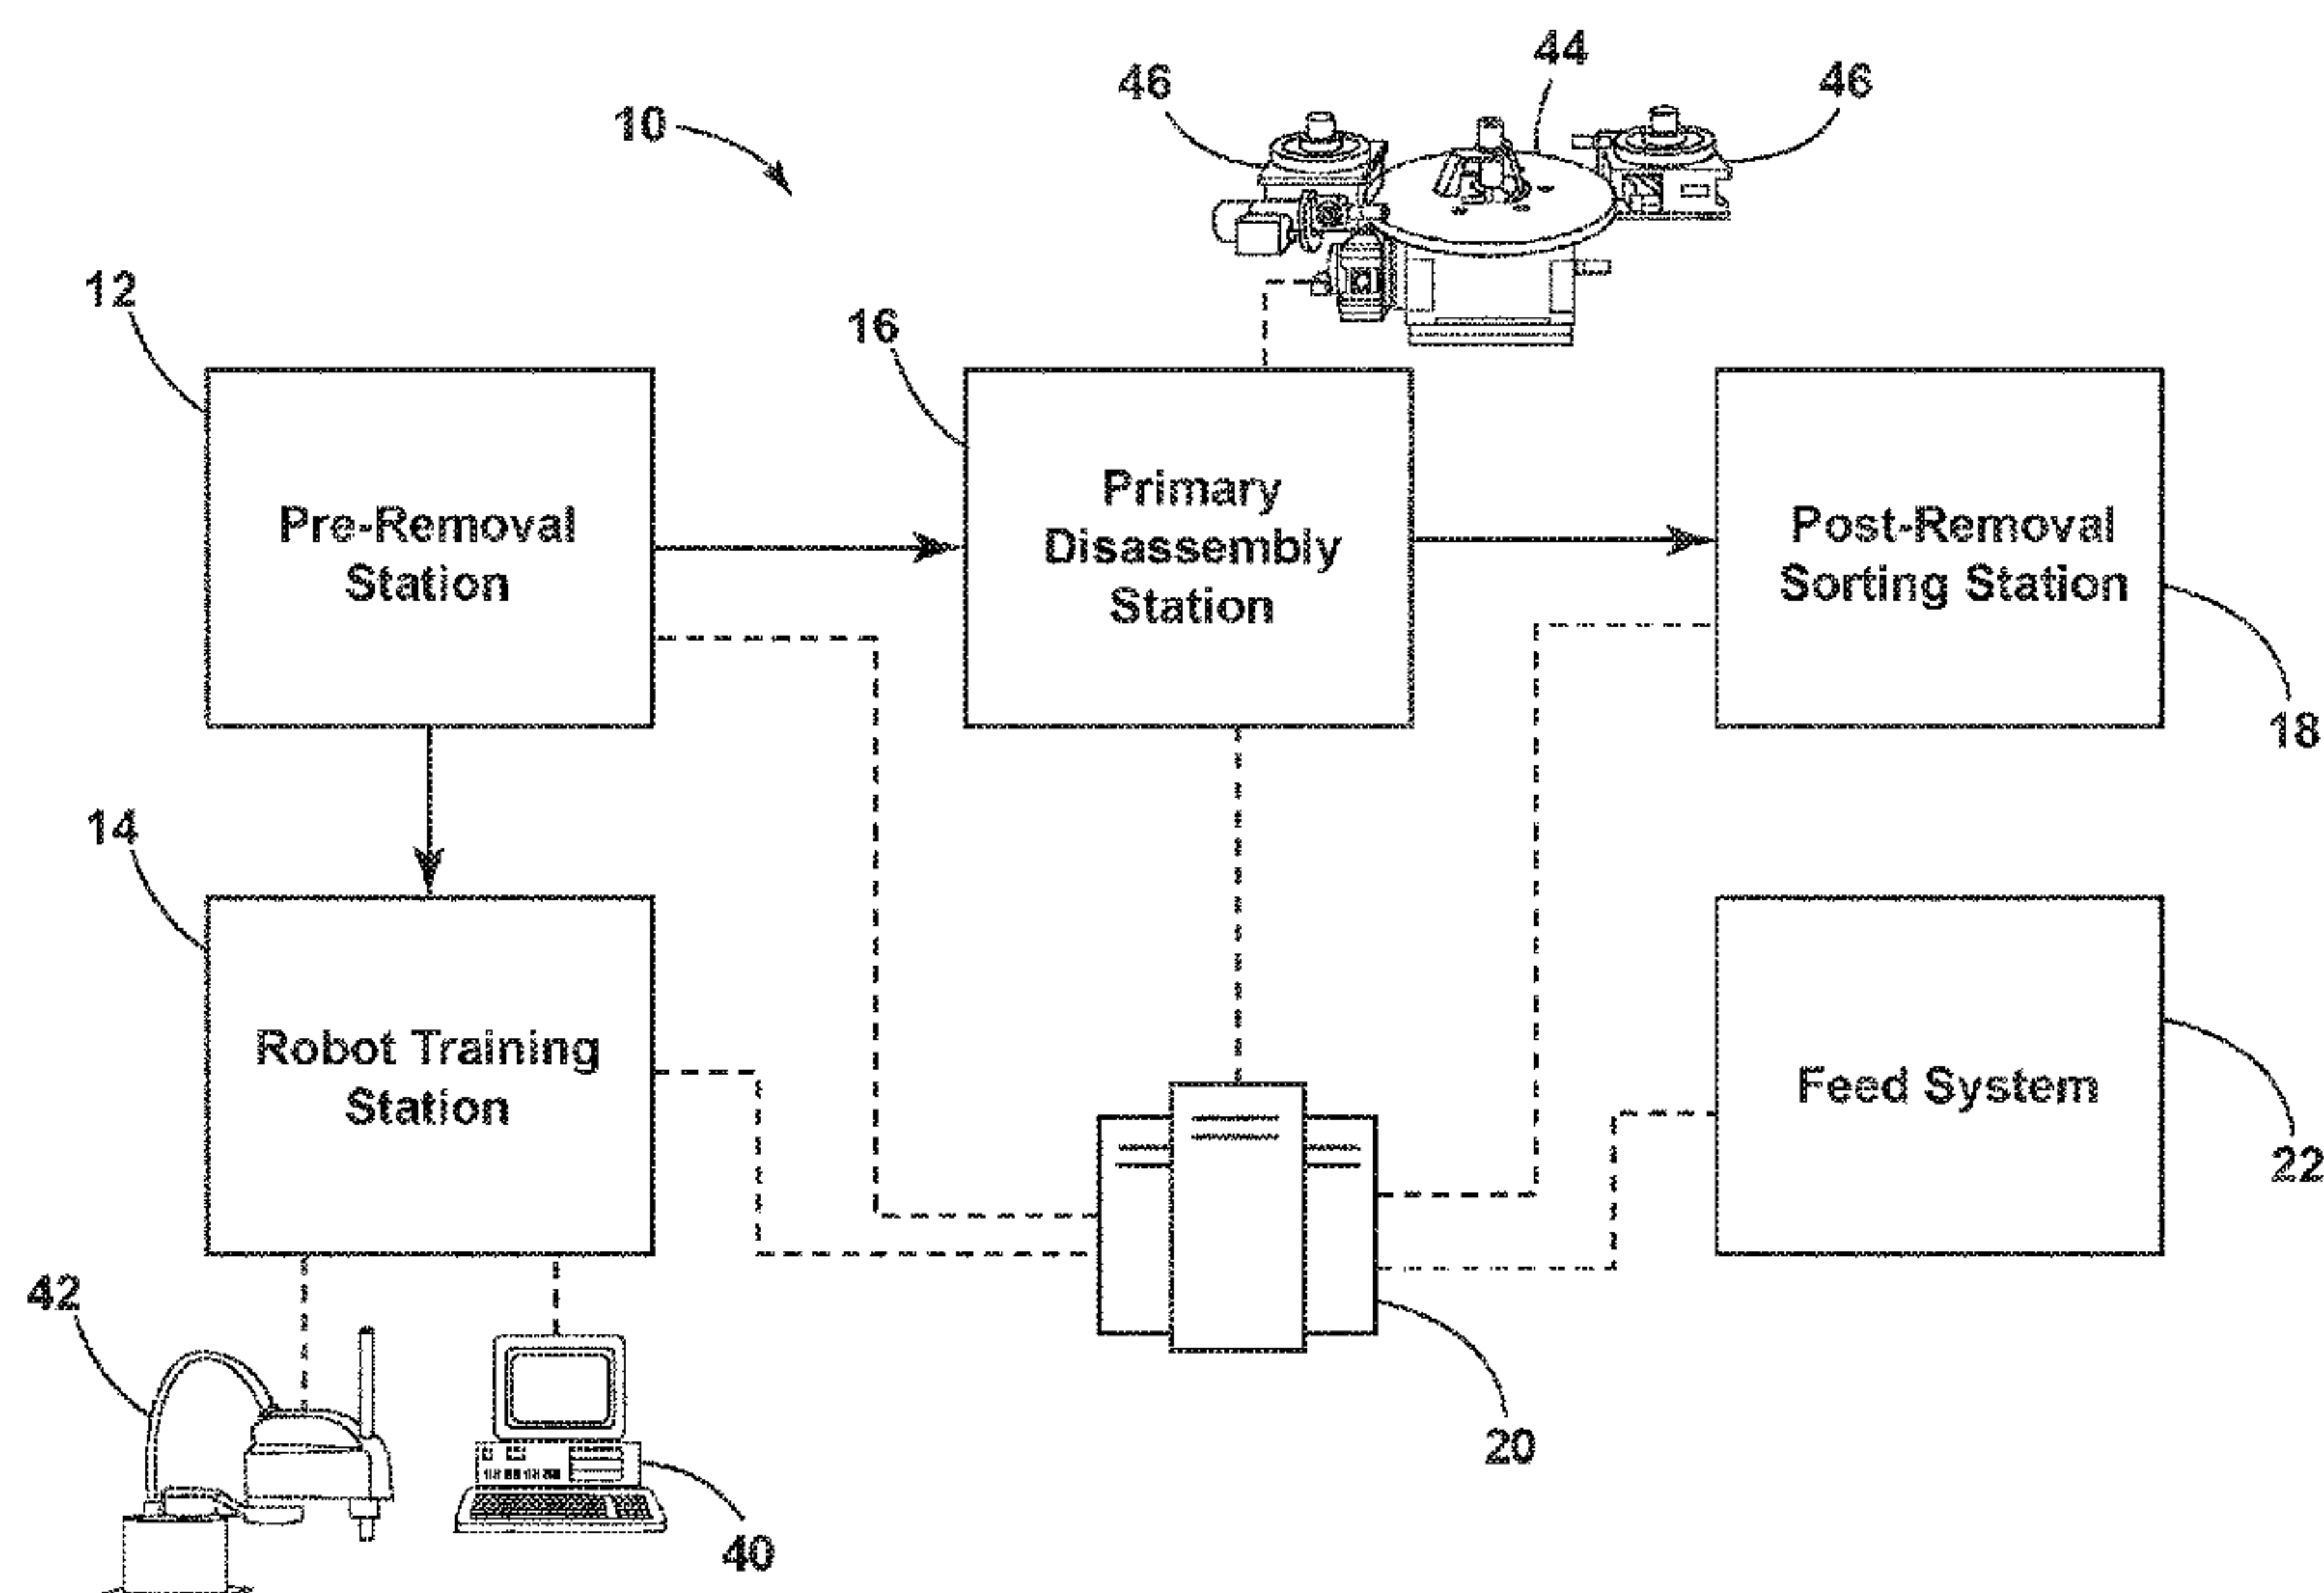 44
46
46
10
12
16
Pre-Removal
Station
Primary
Disassembly
Station
Post-Removal
Sorting Station
18
14
Robot Training
Station
Feed System
22
42
20
40